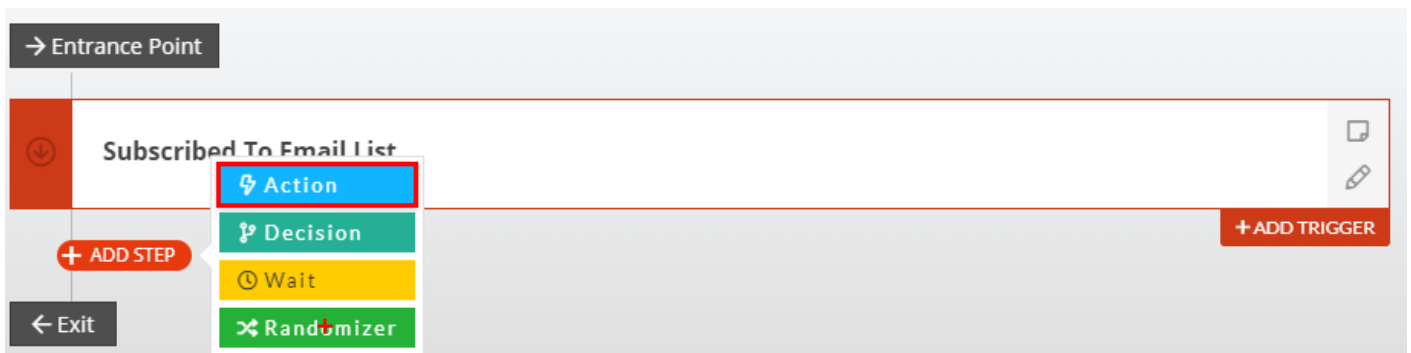 Entrance Point
Subscribed To Email List
Action
Decision
+ ADD TRIGGER
+ ADD STEP
Wait
Exit
Randomizer